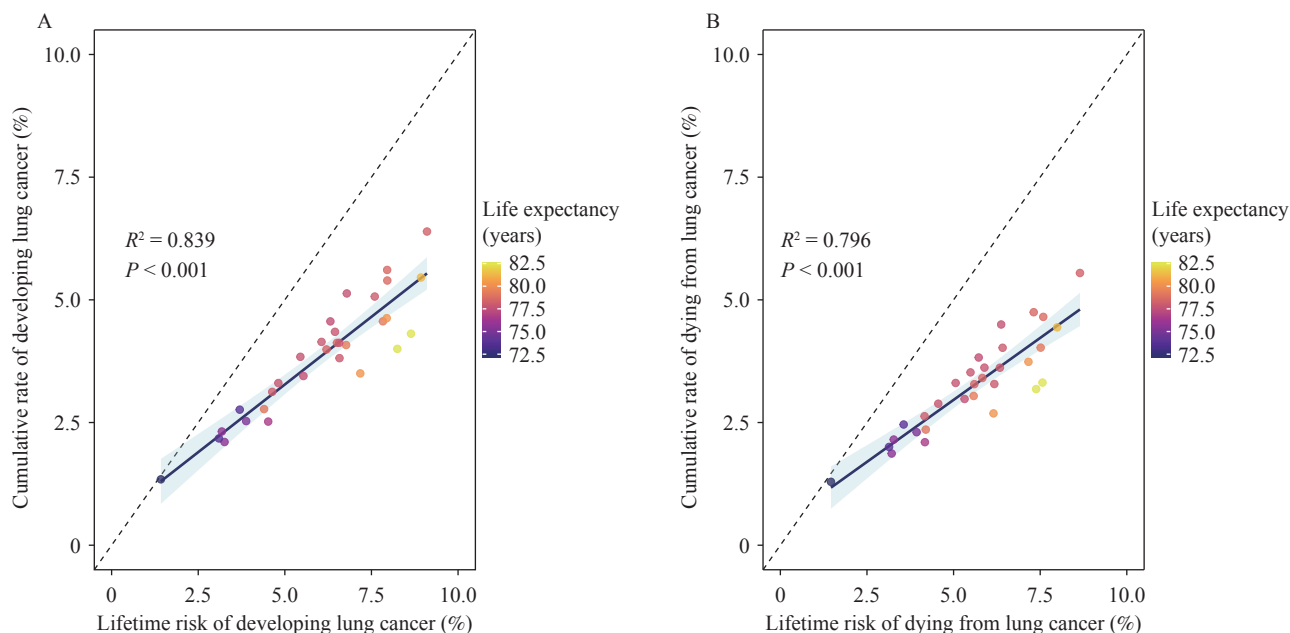 A
Cumulative rate of developing lung cancer (%)
10.0
7.5
5.0
2.5
0
R² = 0.839
P < 0.001
0 2.5 5.0 7.5 10.0
Lifetime risk of developing lung cancer (%)
Life expectancy
(years)
82.5
80.0
77.5
75.0
72.5
B
Cumulative rate of dying from lung cancer (%)
10.0
7.5
5.0
2.5
0
R² = 0.796
P < 0.001
0 2.5 5.0 7.5 10.0
Lifetime risk of dying from lung cancer (%)
Life expectancy
(years)
82.5
80.0
77.5
75.0
72.5